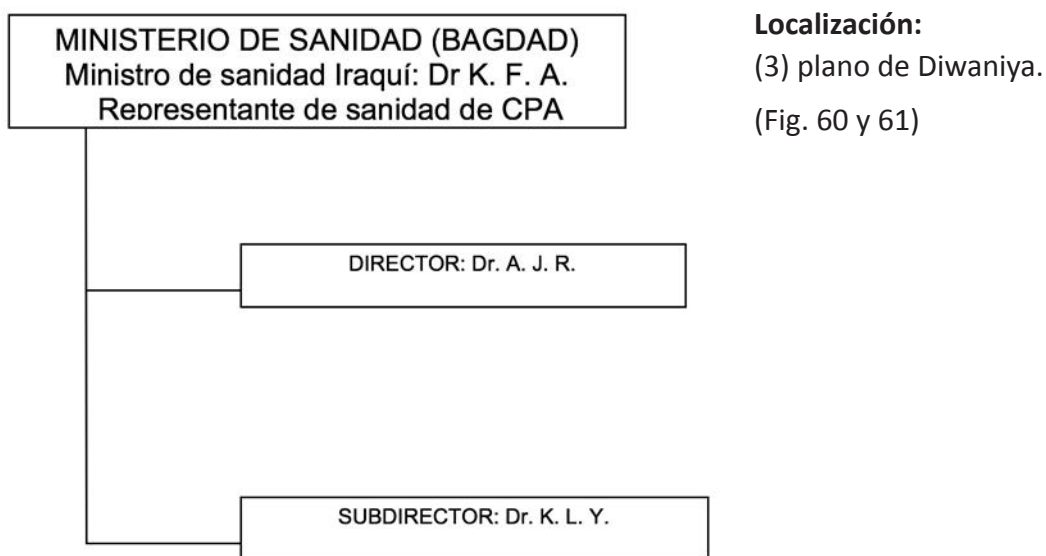 MINISTERIO DE SANIDAD (BAGDAD)
Ministro de sanidad Iraquí: Dr K. F. A.
Representante de sanidad de CPA
Localización:
(3) plano de Diwaniya.
(Fig. 60 y 61)
DIRECTOR: Dr. A. J. R.
SUBDIRECTOR: Dr. K. L. Y.